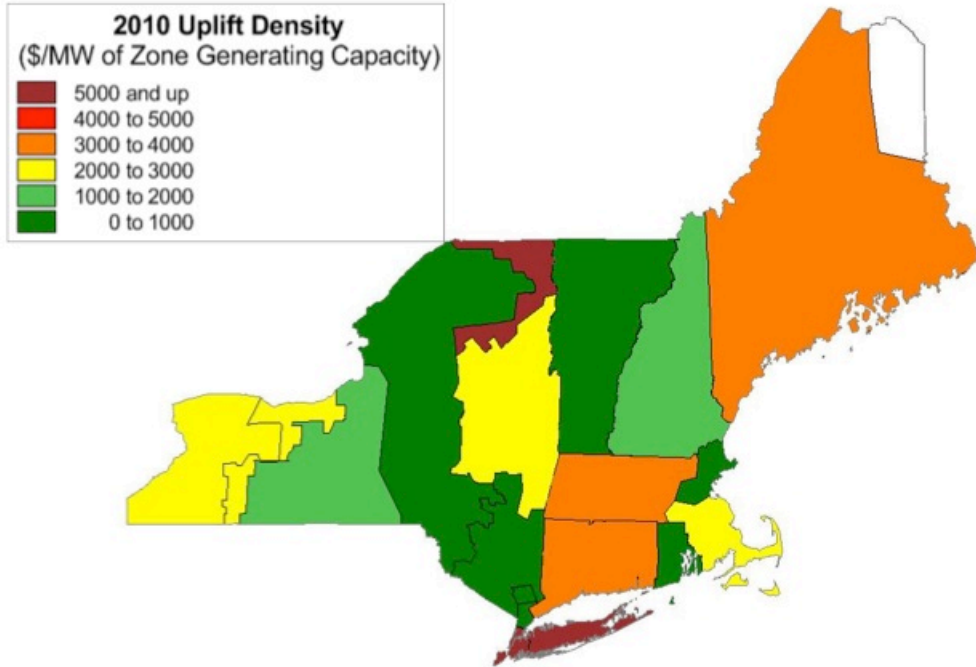 2010 Uplift Density
($/MW of Zone Generating Capacity)
5000 and up
4000 to 5000
3000 to 4000
2000 to 3000
1000 to 2000
0 to 1000